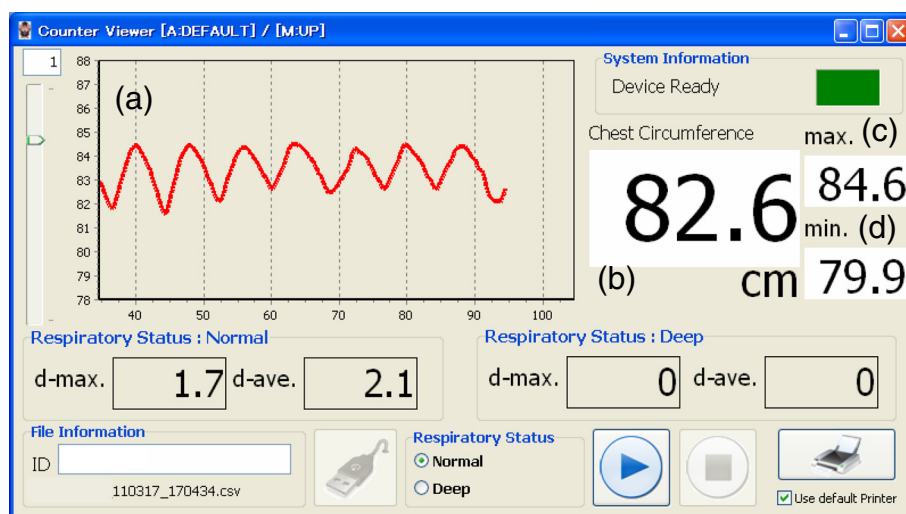 Counter Viewer [A:DEFAULT] / [M:UP]
1
88
87
86
85
84
83
82
81
80
79
78
(a)
40 50 60 70 80 90 100
System Information
Device Ready
Chest Circumference
max. (c)
82.6
84.6
min. (d)
(b)
cm
79.9
Respiratory Status : Normal
d-max. 1.7 d-ave. 2.1
Respiratory Status : Deep
d-max. 0 d-ave. 0
File Information
ID
110317_170434.csv
Respiratory Status
Normal
Deep
Use default Printer